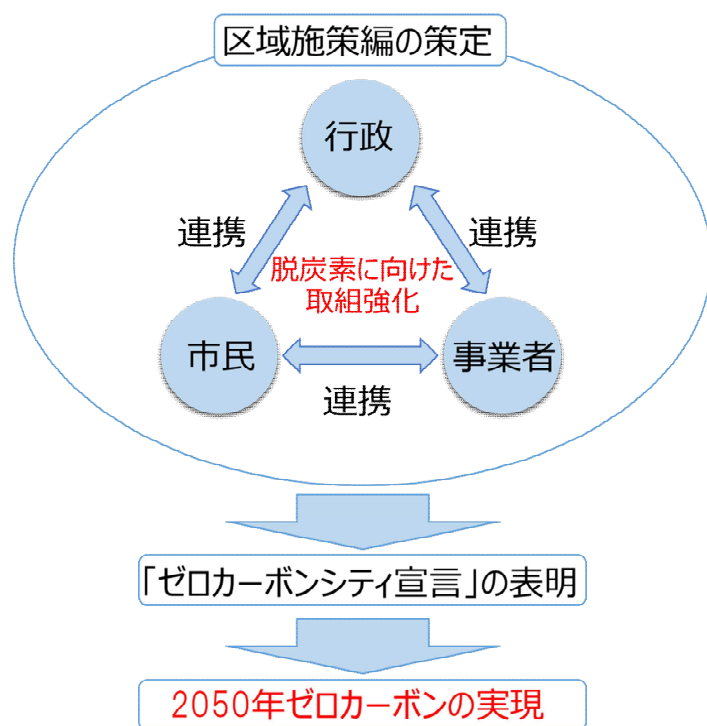 区域施策編の策定
行政
連携
連携
脱炭素に向けた
取組強化
市民
事業者
連携
「ゼロカーボンシティ宣言」の表明
2050年ゼロカーボンの実現